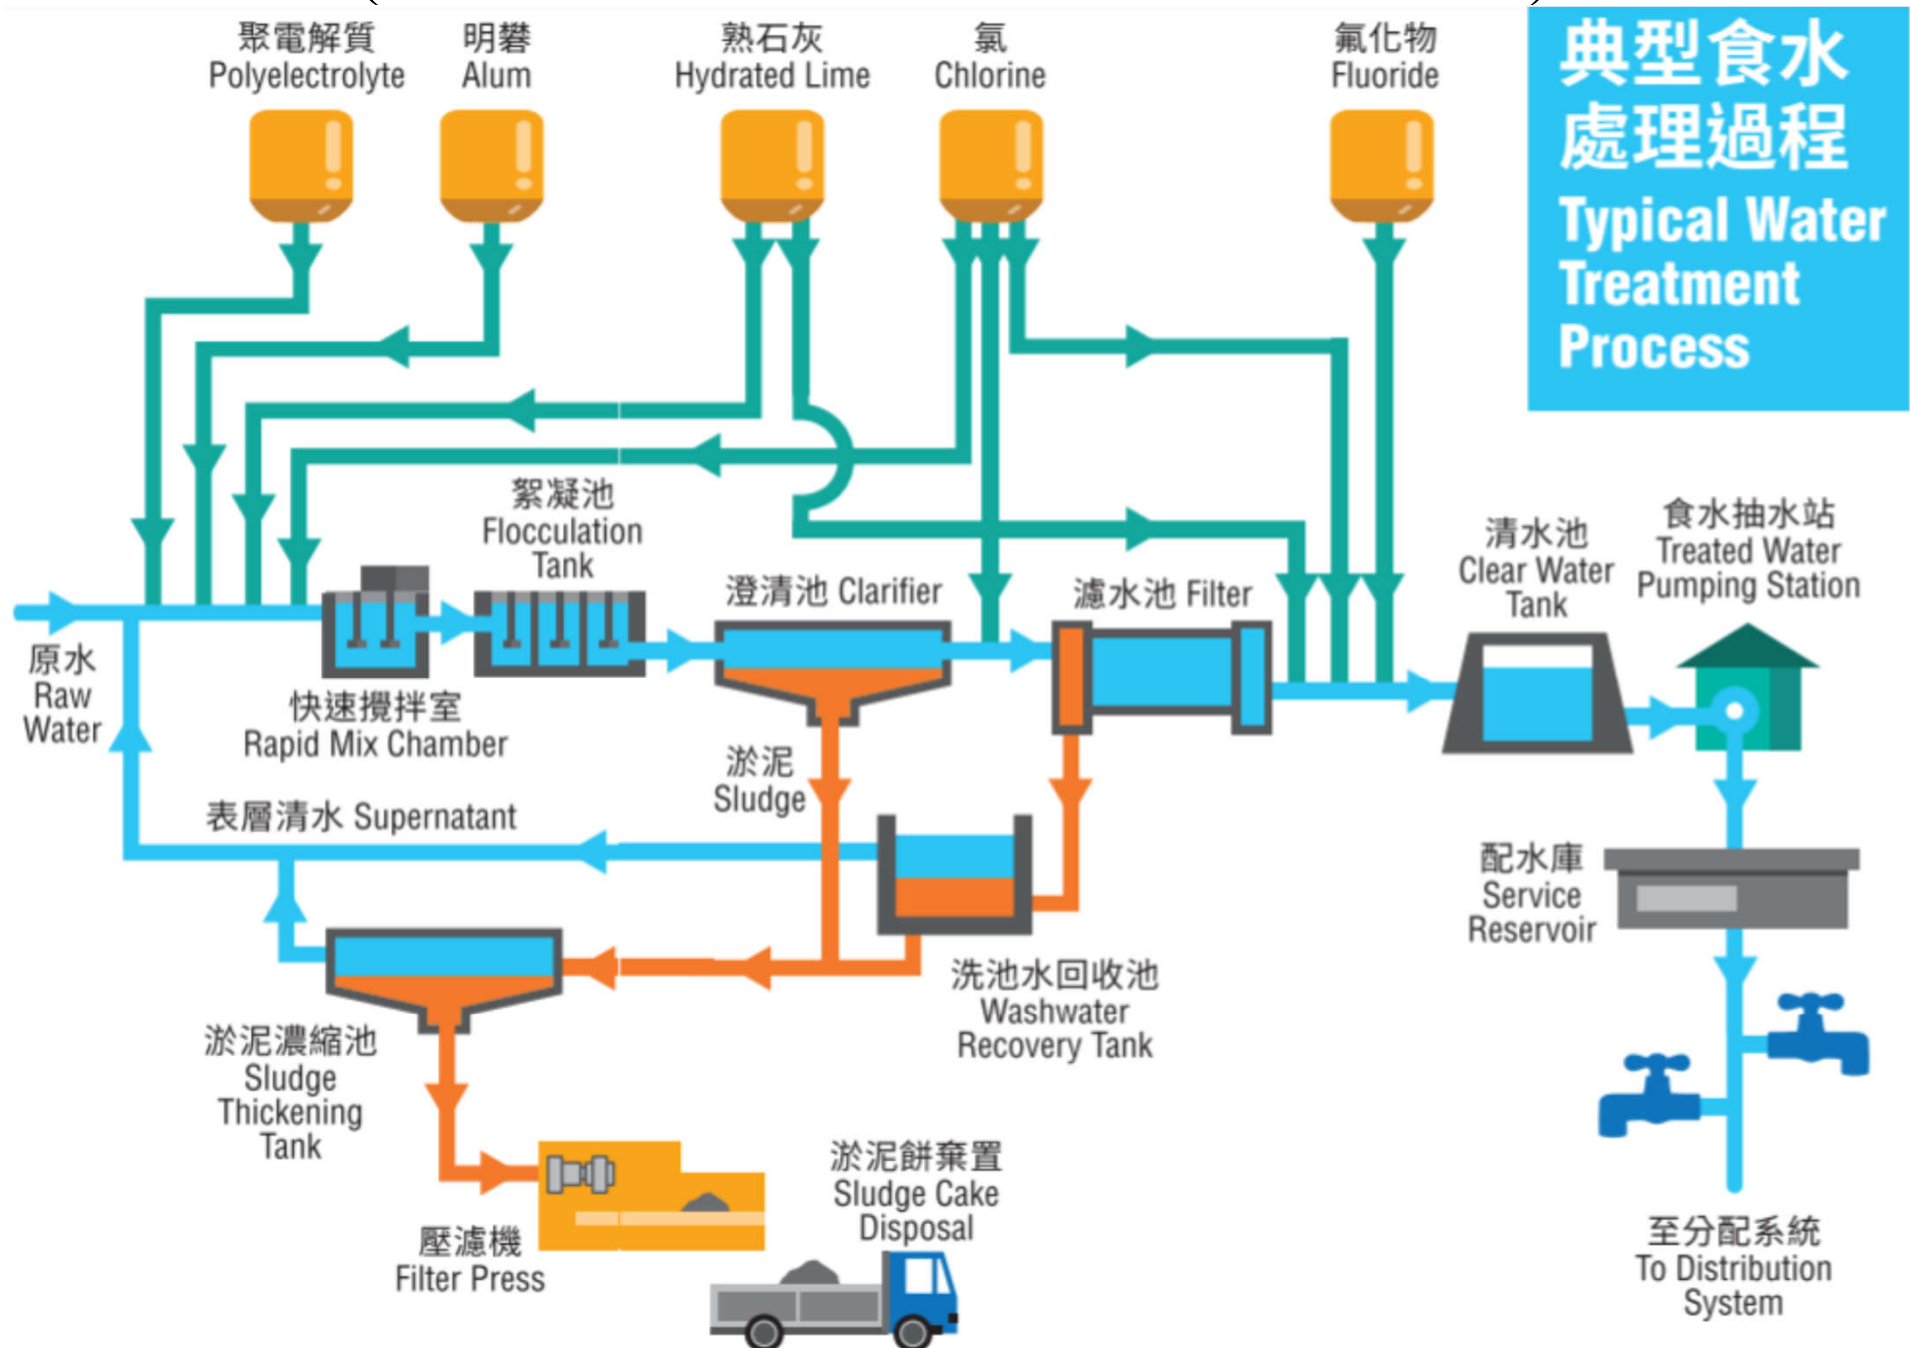 聚電解質
Polyelectrolyte
明礬
Alum
熟石灰
Hydrated Lime
氯
Chlorine
氟化物
Fluoride
典型食水
處理過程
Typical Water
Treatment
Process
絮凝池
Flocculation
Tank
澄清池 Clarifier
濾水池 Filter
清水池
Clear Water
Tank
食水抽水站
Treated Water
Pumping Station
原水
Raw
Water
快速攪拌室
Rapid Mix Chamber
淤泥
Sludge
表層清水 Supernatant
配水庫
Service
Reservoir
洗池水回收池
Washwater
Recovery Tank
淤泥濃縮池
Sludge
Thickening
Tank
淤泥餅棄置
Sludge Cake
Disposal
壓濾機
Filter Press
至分配系統
To Distribution
System